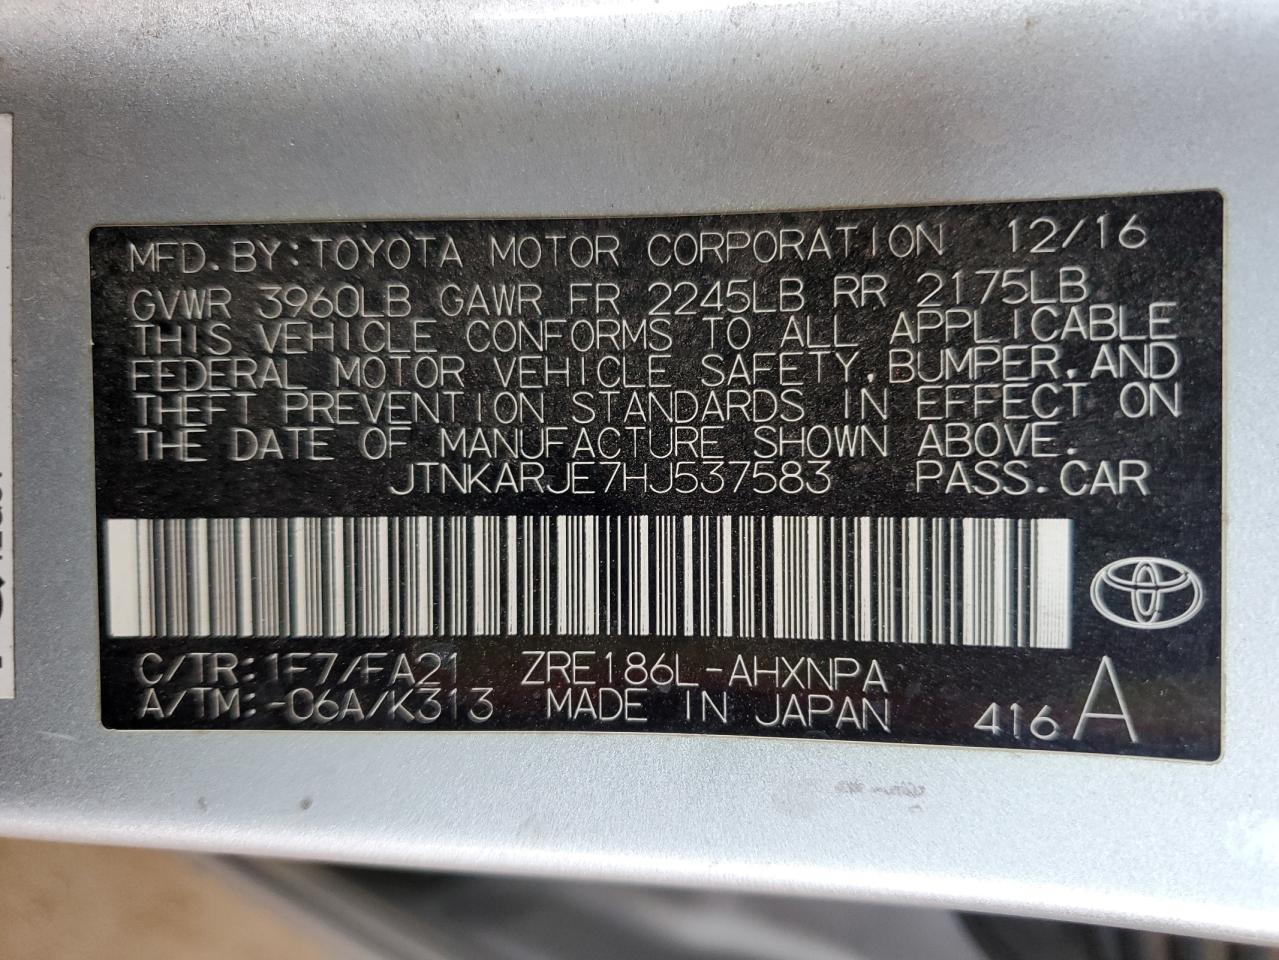 MFD. BY: TOYOTA MOTOR CORPORATION 12/16
GVWR 3960LB GAWR FR 2245LB RR 2175LB
THIS VEHICLE CONFORMS TO ALL APPLICABLE
FEDERAL MOTOR VEHICLE SAFETY, BUMPER, AND
THEFT PREVENTION STANDARDS IN EFFECT ON
THE DATE OF MANUFACTURE SHOWN ABOVE.
JTNKARJE7HJ537583 PASS. CAR
C/TR: 1F7/FA21 ZRE186L-AHXNPA
A/TM: -06A/K313 MADE IN JAPAN 416 A